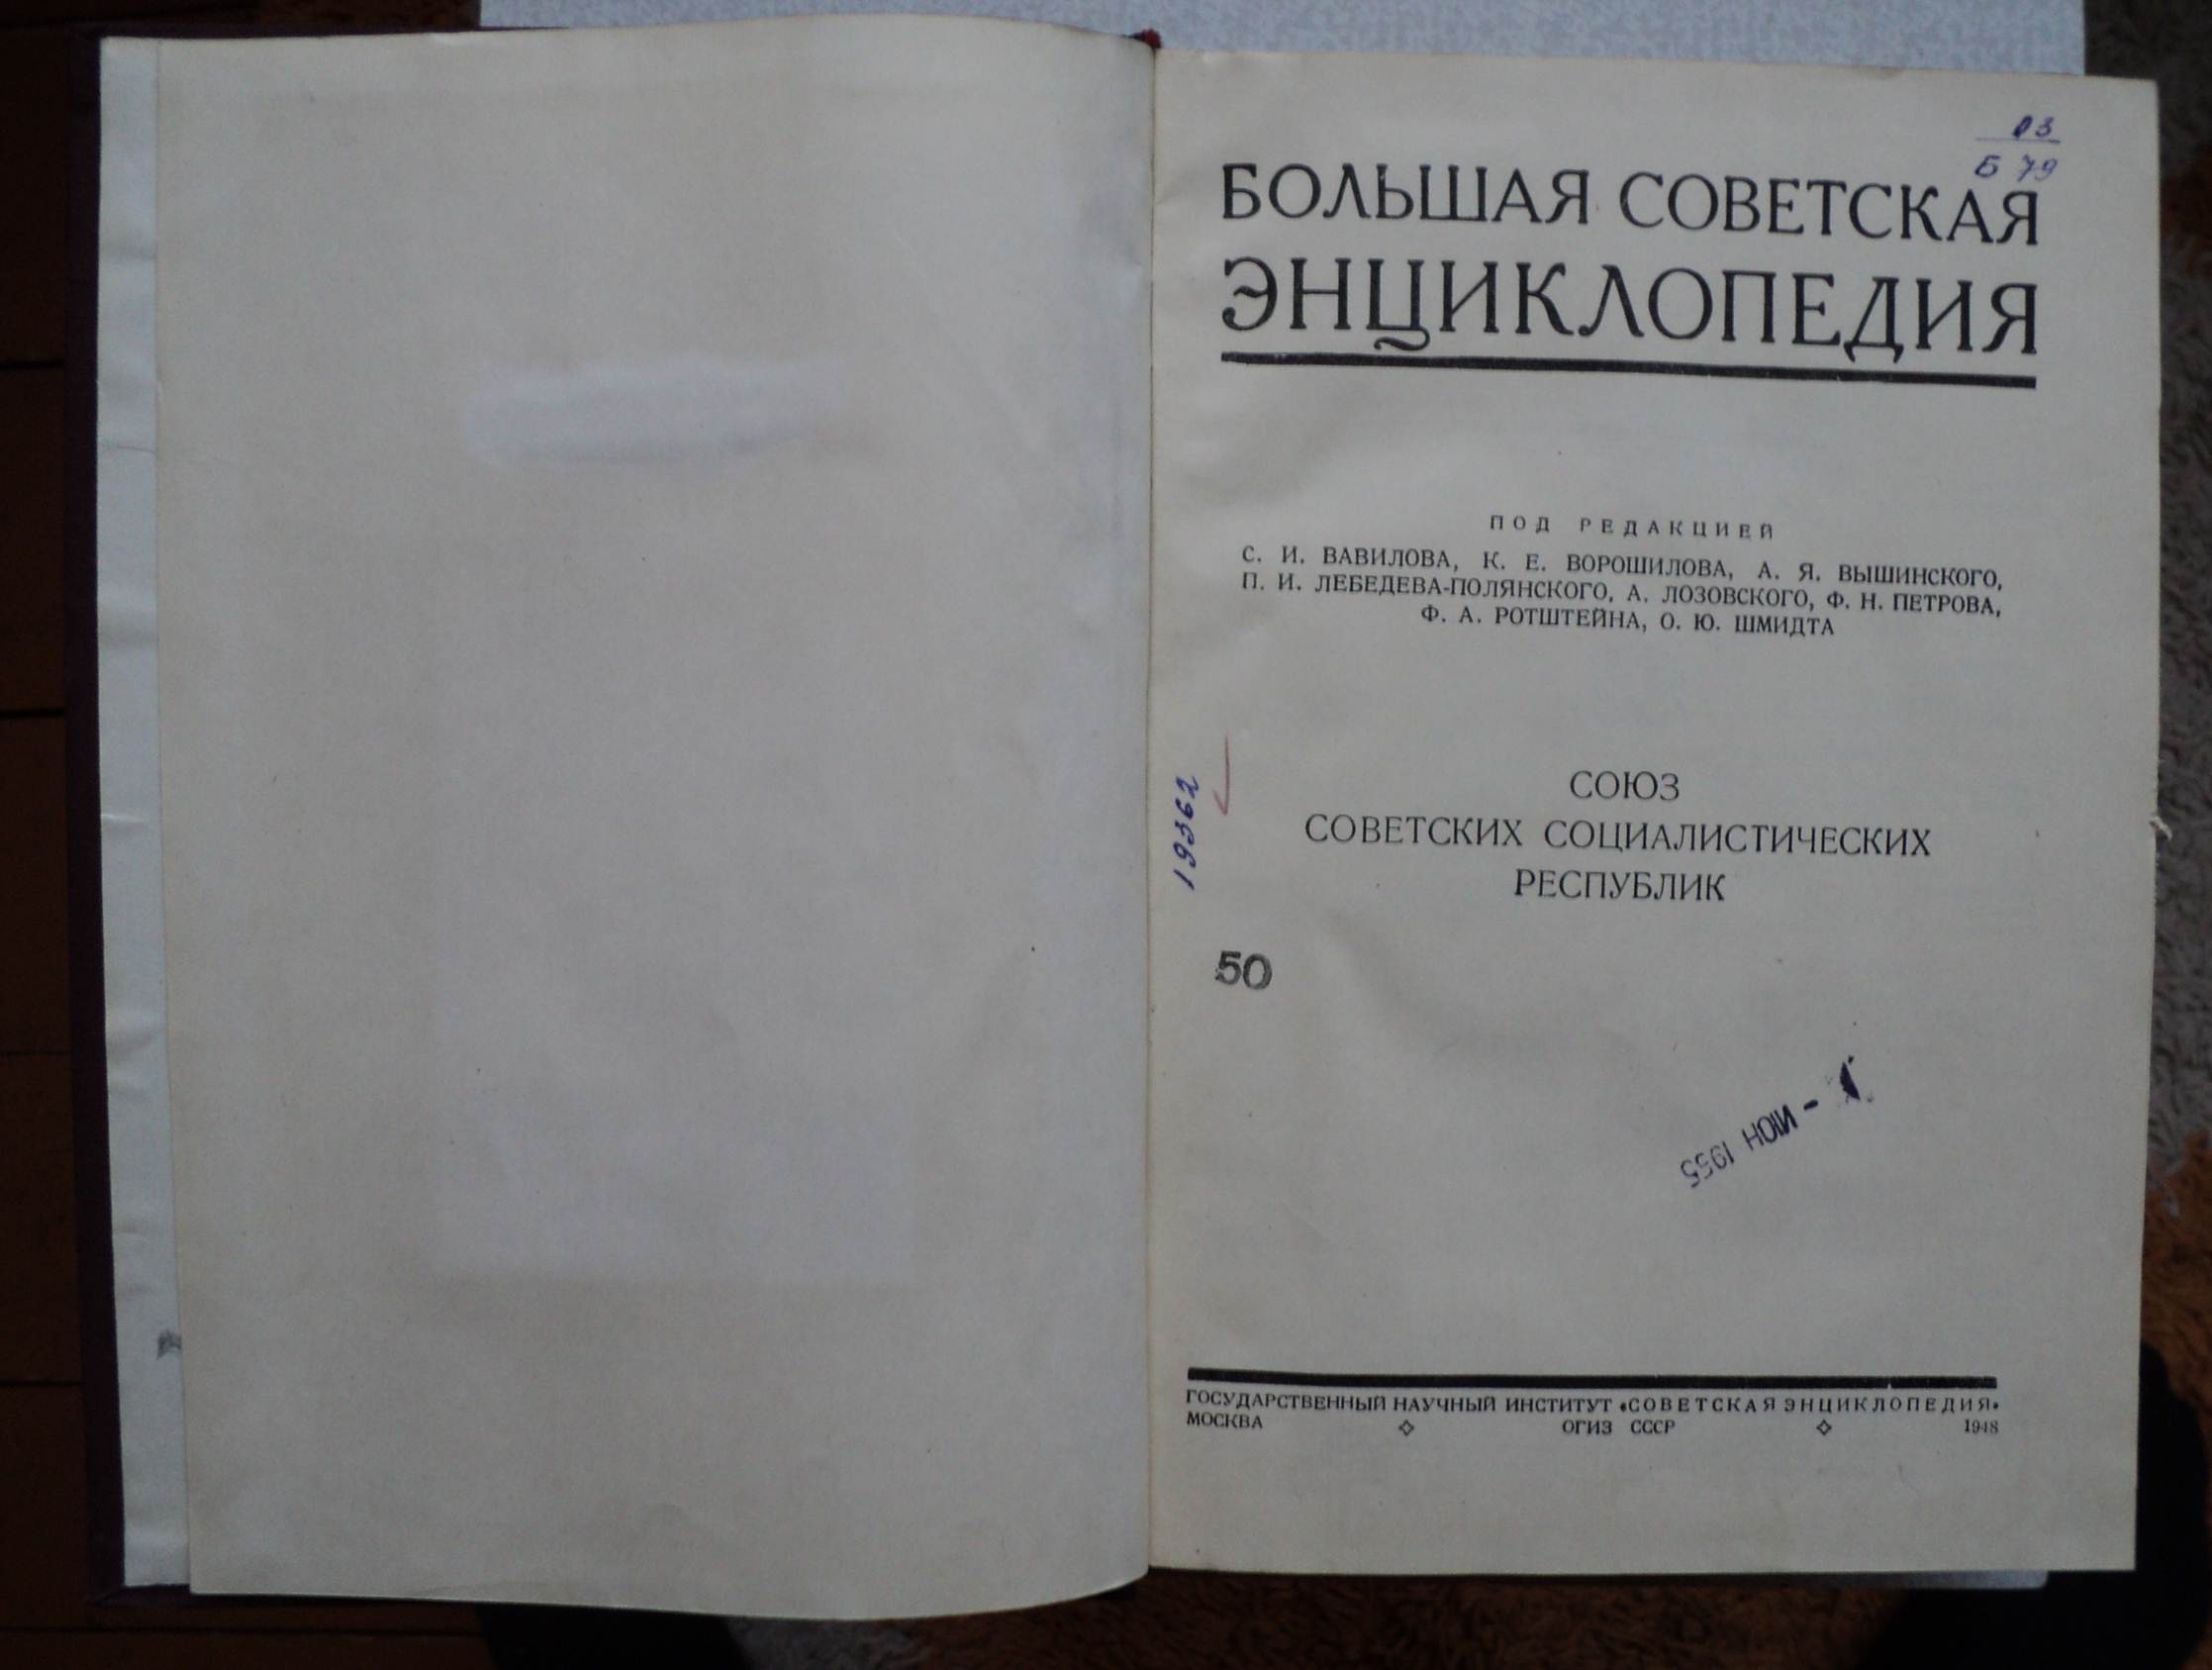 03
Б 79
БОЛЬШАЯ СОВЕТСКАЯ
ЭНЦИКЛОПЕДИЯ
ПОД РЕДАКЦИЕЙ
С. И. ВАВИЛОВА, К. Е. ВОРОШИЛОВА, А. Я. ВЫШИНСКОГО,
П. И. ЛЕБЕДЕВА-ПОЛЯНСКОГО, А. ЛОЗОВСКОГО, Ф. Н. ПЕТРОВА,
Ф. А. РОТШТЕЙНА, О. Ю. ШМИДТА
19362
СОЮЗ
СОВЕТСКИХ СОЦИАЛИСТИЧЕСКИХ
РЕСПУБЛИК
50
- ИЮН 1955
ГОСУДАРСТВЕННЫЙ НАУЧНЫЙ ИНСТИТУТ «СОВЕТСКАЯ ЭНЦИКЛОПЕДИЯ»
МОСКВА ОГИЗ СССР 1948